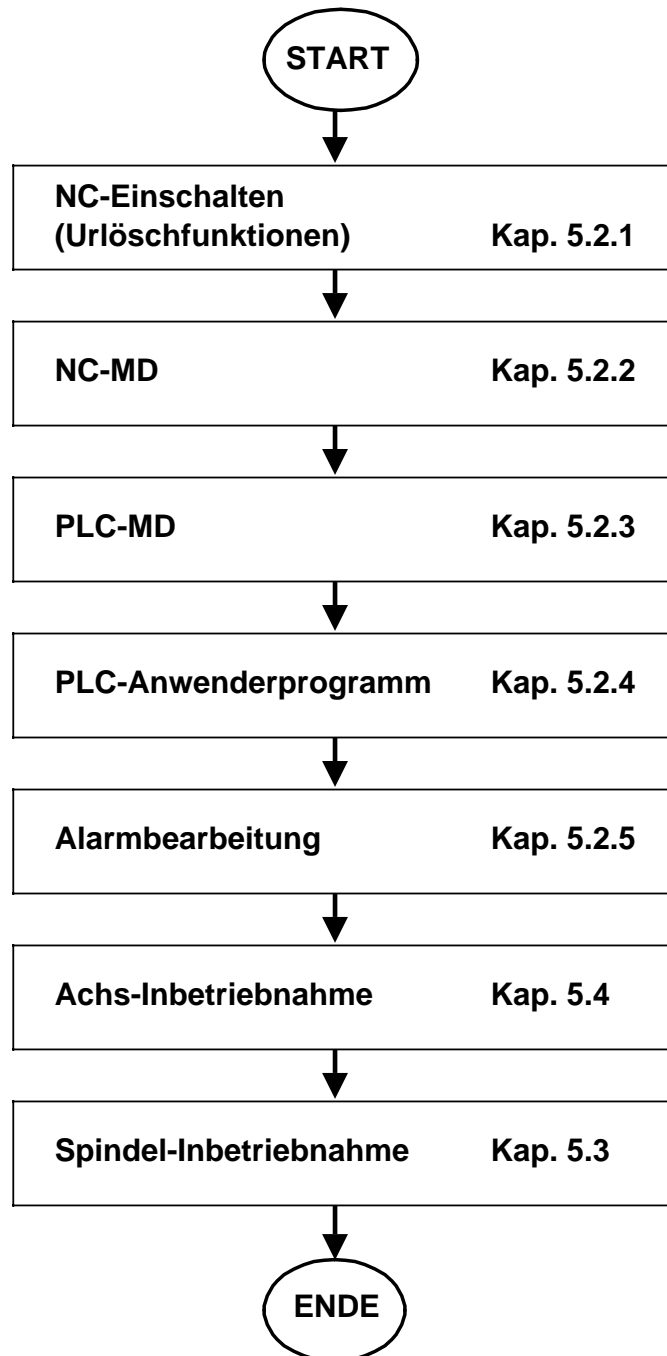 START
NC-Einschalten
(Urlöschfunktionen) Kap. 5.2.1
NC-MD Kap. 5.2.2
PLC-MD Kap. 5.2.3
PLC-Anwenderprogramm Kap. 5.2.4
Alarmbearbeitung Kap. 5.2.5
Achs-Inbetriebnahme Kap. 5.4
Spindel-Inbetriebnahme Kap. 5.3
ENDE